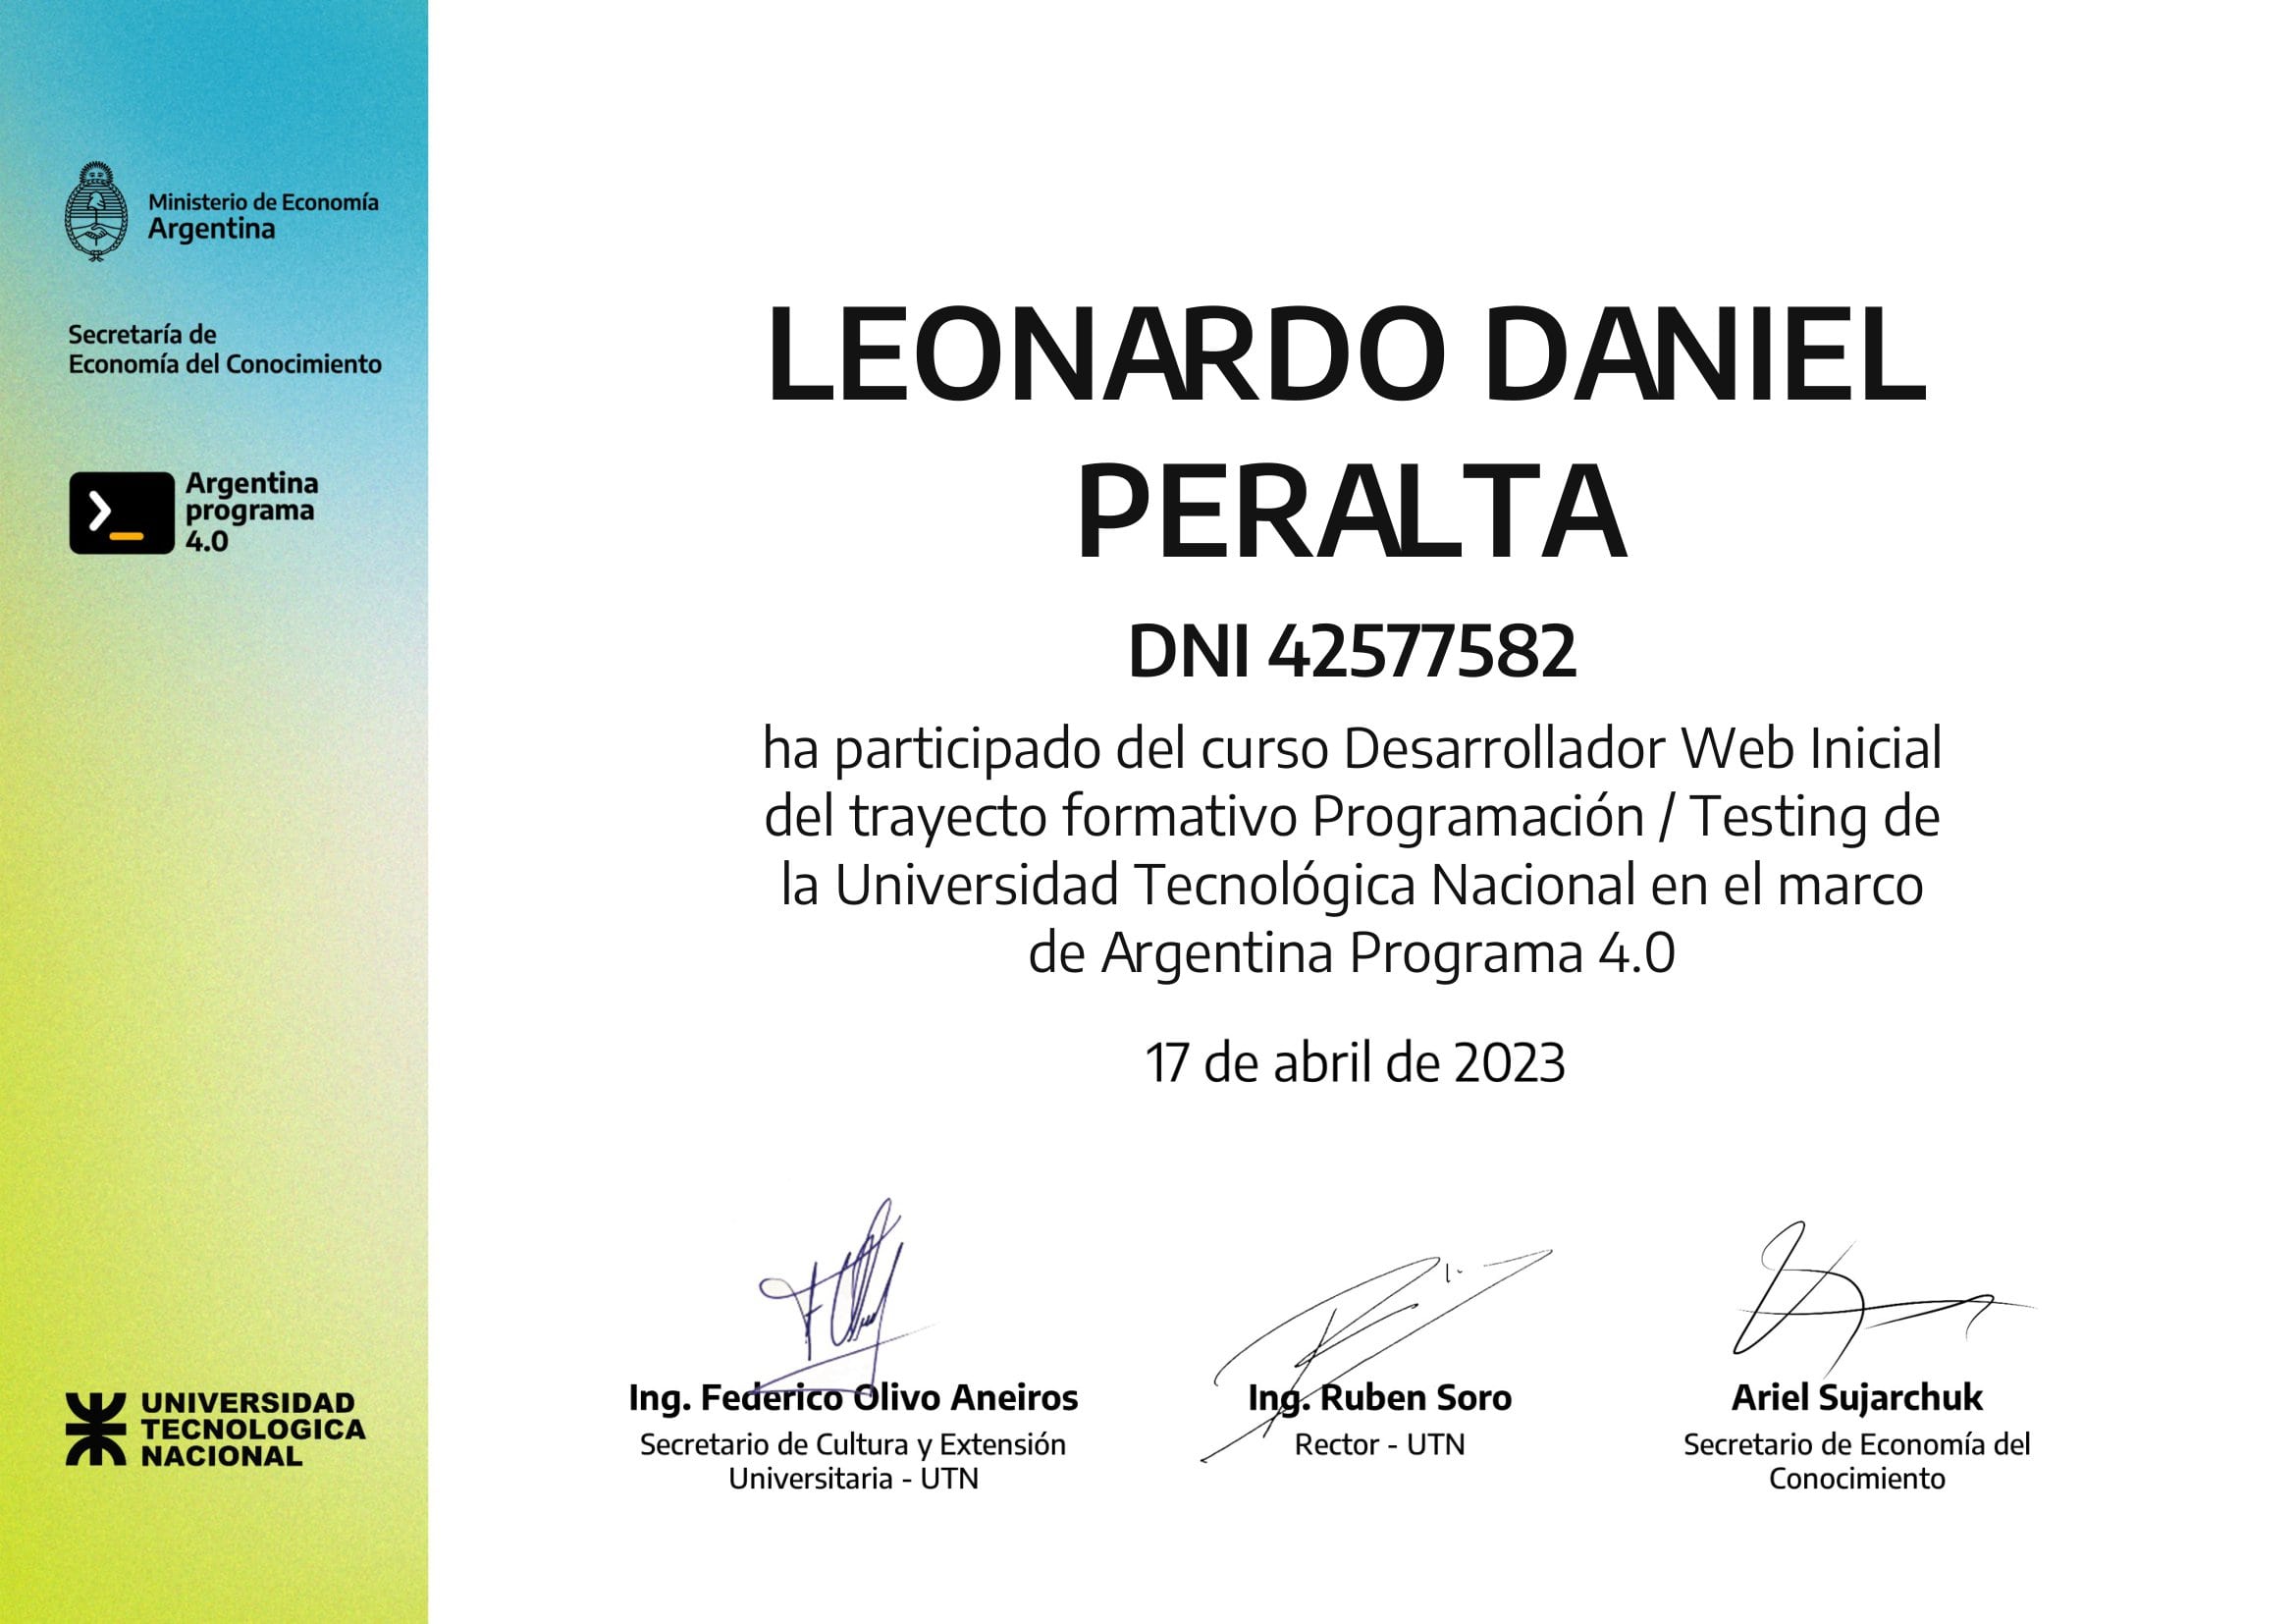 Ministerio de Economía
Argentina
Secretaría de
Economía del Conocimiento
Argentina
programa
4.0
LEONARDO DANIEL
PERALTA
DNI 42577582
ha participado del curso Desarrollador Web Inicial
del trayecto formativo Programación / Testing de
la Universidad Tecnológica Nacional en el marco
de Argentina Programa 4.0
17 de abril de 2023
Ing. Federico Olivo Aneiros
Secretario de Cultura y Extensión
Universitaria - UTN
Ing. Ruben Soro
Rector - UTN
Ariel Sujarchuk
Secretario de Economía del
Conocimiento
UNIVERSIDAD
TECNOLOGICA
NACIONAL